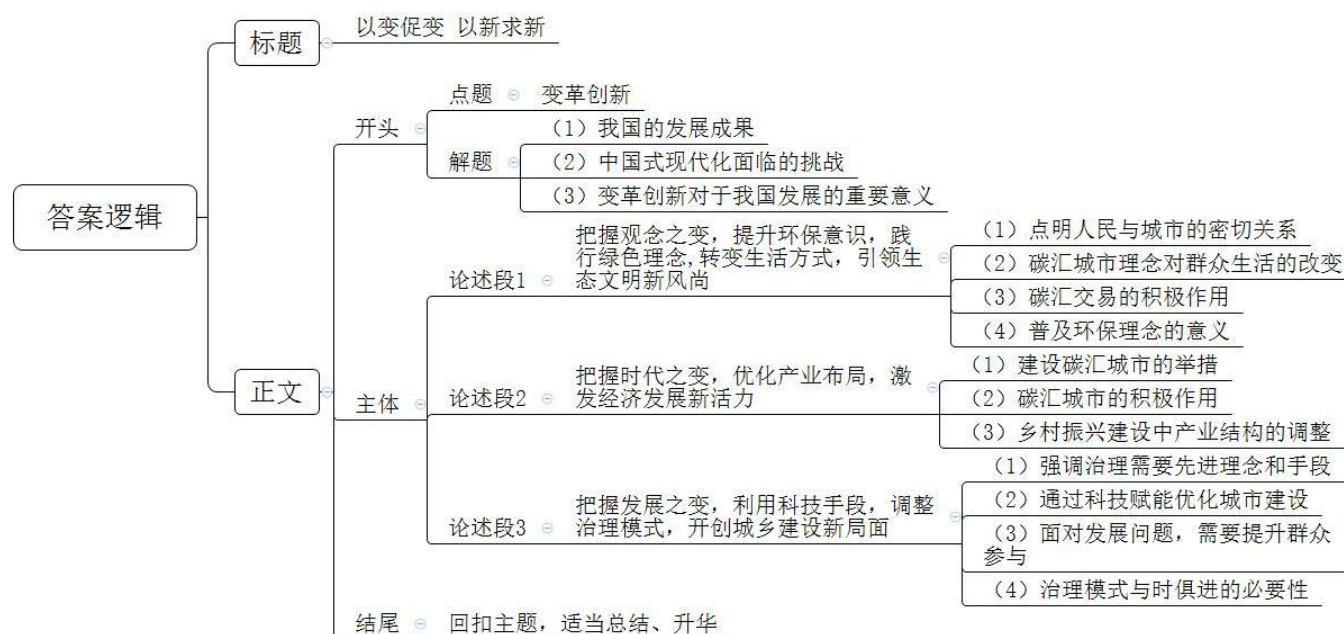 以变促变 以新求新
标题
点题
变革创新
开头
（1）我国的发展成果
解题
（2）中国式现代化面临的挑战
（3）变革创新对于我国发展的重要意义
答案逻辑
正文
主体
论述段1
把握观念之变，提升环保意识，践
行绿色理念,转变生活方式，引领生
态文明新风尚
（1）点明人民与城市的密切关系
（2）碳汇城市理念对群众生活的改变
（3）碳汇交易的积极作用
（4）普及环保理念的意义
论述段2
把握时代之变，优化产业布局，激
发经济发展新活力
（1）建设碳汇城市的举措
（2）碳汇城市的积极作用
（3）乡村振兴建设中产业结构的调整
论述段3
把握发展之变，利用科技手段，调整
治理模式，开创城乡建设新局面
（1）强调治理需要先进理念和手段
（2）通过科技赋能优化城市建设
（3）面对发展问题，需要提升群众
参与
（4）治理模式与时俱进的必要性
结尾
回扣主题，适当总结、升华